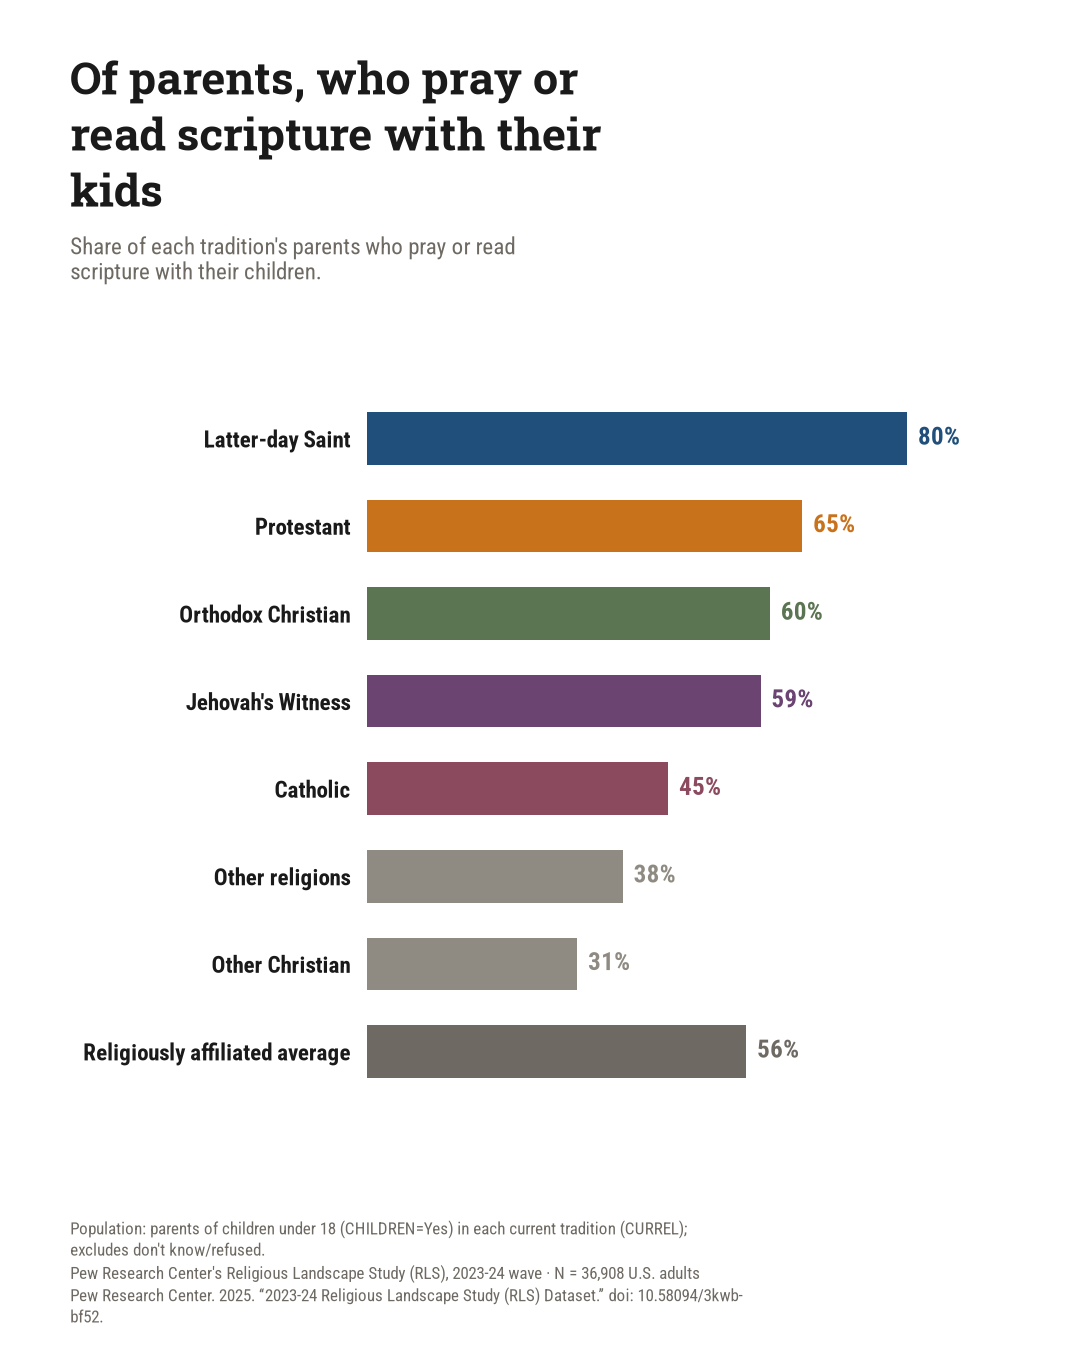 Of parents, who pray or
read scripture with their
kids
Share of each tradition's parents who pray or read
scripture with their children.
Latter-day Saint 80%
Protestant 65%
Orthodox Christian 60%
Jehovah's Witness 59%
Catholic 45%
Other religions 38%
Other Christian 31%
Religiously affiliated average 56%
Population: parents of children under 18 (CHILDREN=Yes) in each current tradition (CURREL);
excludes don't know/refused.
Pew Research Center's Religious Landscape Study (RLS), 2023-24 wave · N = 36,908 U.S. adults
Pew Research Center. 2025. “2023-24 Religious Landscape Study (RLS) Dataset.” doi: 10.58094/3kwb-
bf52.